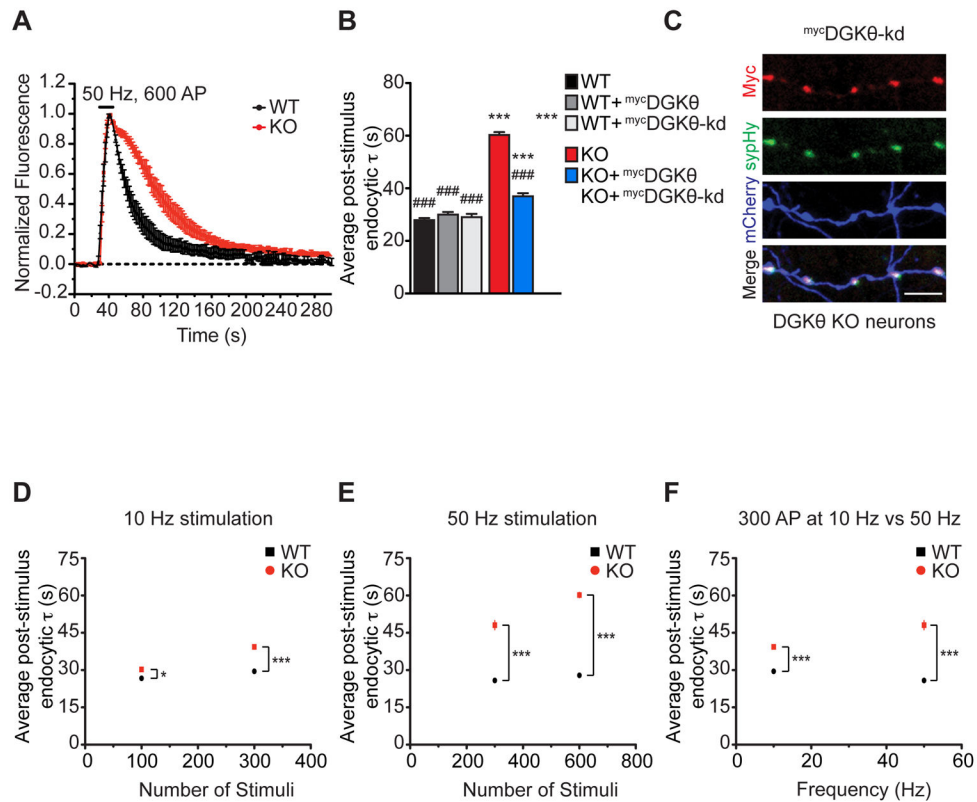 A
50 Hz, 600 AP
WT
KO
Normalized Fluorescence
1.2
1.0
0.8
0.6
0.4
0.2
0.0
-0.2
0 40 80 120 160 200 240 280
Time (s)
B
Average post-stimulus
endocytic τ (s)
80
60
40
20
0
###
###
###
***
***
###
***
WT
WT+ mycDGKθ
WT+ mycDGKθ-kd
KO
KO+ mycDGKθ
KO+ mycDGKθ-kd
C
mycDGKθ-kd
Myc
sypHy
mCherry
Merge
DGKθ KO neurons
D
10 Hz stimulation
WT
KO
Average post-stimulus
endocytic τ (s)
75
60
45
30
15
0
*
***
0 100 200 300 400
Number of Stimuli
E
50 Hz stimulation
WT
KO
Average post-stimulus
endocytic τ (s)
75
60
45
30
15
0
***
***
0 200 400 600 800
Number of Stimuli
F
300 AP at 10 Hz vs 50 Hz
WT
KO
Average post-stimulus
endocytic τ (s)
75
60
45
30
15
0
***
***
0 20 40 60
Frequency (Hz)